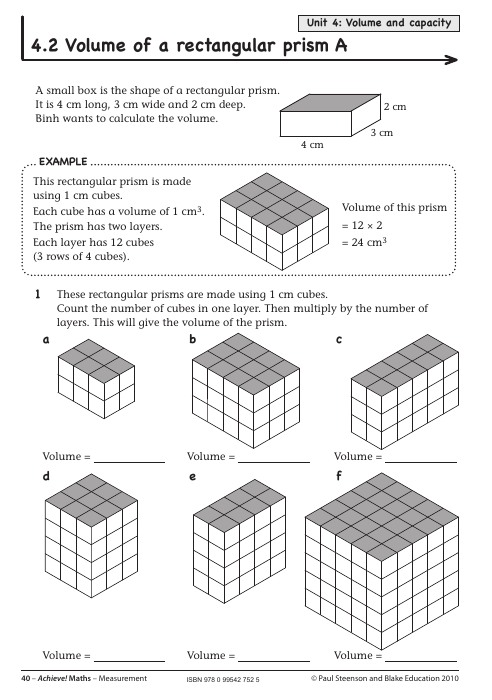 Unit 4: Volume and capacity
4.2 Volume of a rectangular prism A
A small box is the shape of a rectangular prism.
It is 4 cm long, 3 cm wide and 2 cm deep.
Binh wants to calculate the volume.
2 cm
3 cm
4 cm
EXAMPLE
This rectangular prism is made
using 1 cm cubes.
Each cube has a volume of 1 cm³.
The prism has two layers.
Each layer has 12 cubes
(3 rows of 4 cubes).
Volume of this prism
= 12 × 2
= 24 cm³
1 These rectangular prisms are made using 1 cm cubes.
Count the number of cubes in one layer. Then multiply by the number of
layers. This will give the volume of the prism.
a b c
Volume = Volume = Volume =
d e f
Volume = Volume = Volume =
40 – Achieve! Maths – Measurement ISBN 978 0 99542 752 5 © Paul Steenson and Blake Education 2010